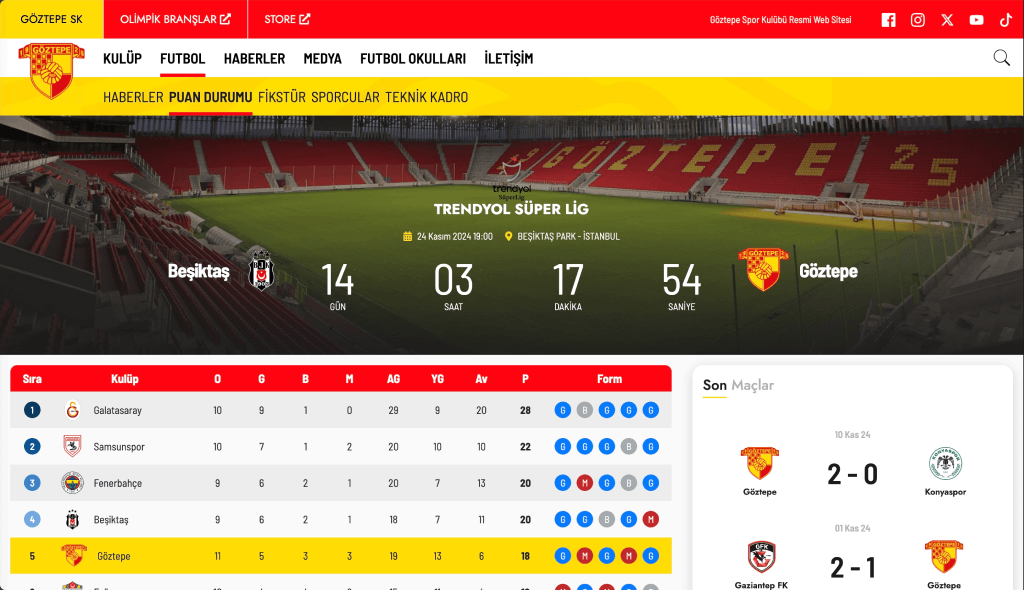 GÖZTEPE SK
OLİMPİK BRANŞLAR
STORE
Göztepe Spor Kulübü Resmi Web Sitesi
GÖZTEPE
KULÜP FUTBOL HABERLER MEDYA FUTBOL OKULLARI İLETİŞİM
HABERLER PUAN DURUMU FİKSTÜR SPORCULAR TEKNİK KADRO
GÖZTEPE 25
trendyol
SüperLig
TRENDYOL SÜPER LİG
24 Kasım 2024 19:00 BEŞİKTAŞ PARK - İSTANBUL
Beşiktaş
14 03 17 54
GÜN SAAT DAKİKA SANİYE
GÖZTEPE
Göztepe
Sıra Kulüp O G B M AG YG Av P Form
1 Galatasaray 10 9 1 0 29 9 20 28 G B G G G
2 Samsunspor 10 7 1 2 20 10 10 22 G G G B G
3 Fenerbahçe 9 6 2 1 20 7 13 20 G M G B G
4 Beşiktaş 9 6 2 1 18 7 11 20 G G B G M
5 Göztepe 11 5 3 3 19 13 6 18 G M G M G
Son Maçlar
10 Kas 24
Göztepe 2 - 0 Konyaspor
01 Kas 24
Gaziantep FK 2 - 1 Göztepe